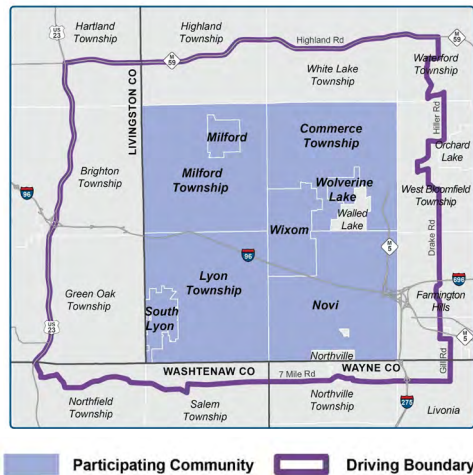 Hartland
Township
Highland
Township
US
23
M
59
Highland Rd
M
59
White Lake
Township
Waterford
Township
LIVINGSTON CO
Hiller Rd
Milford
Commerce
Township
Orchard
Lake
Brighton
Township
Milford
Township
Wolverine
Lake
West Bloomfield
Township
96
Walled
Lake
Wixom
Drake Rd
M
5
96
Lyon
Township
696
Green Oak
Township
South
Lyon
Novi
Farmington
Hills
US
23
M
5
Northville
Gill Rd
WASHTENAW CO
WAYNE CO
7 Mile Rd
Northfield
Township
Salem
Township
Northville
Township
275
Livonia
Participating Community
Driving Boundary